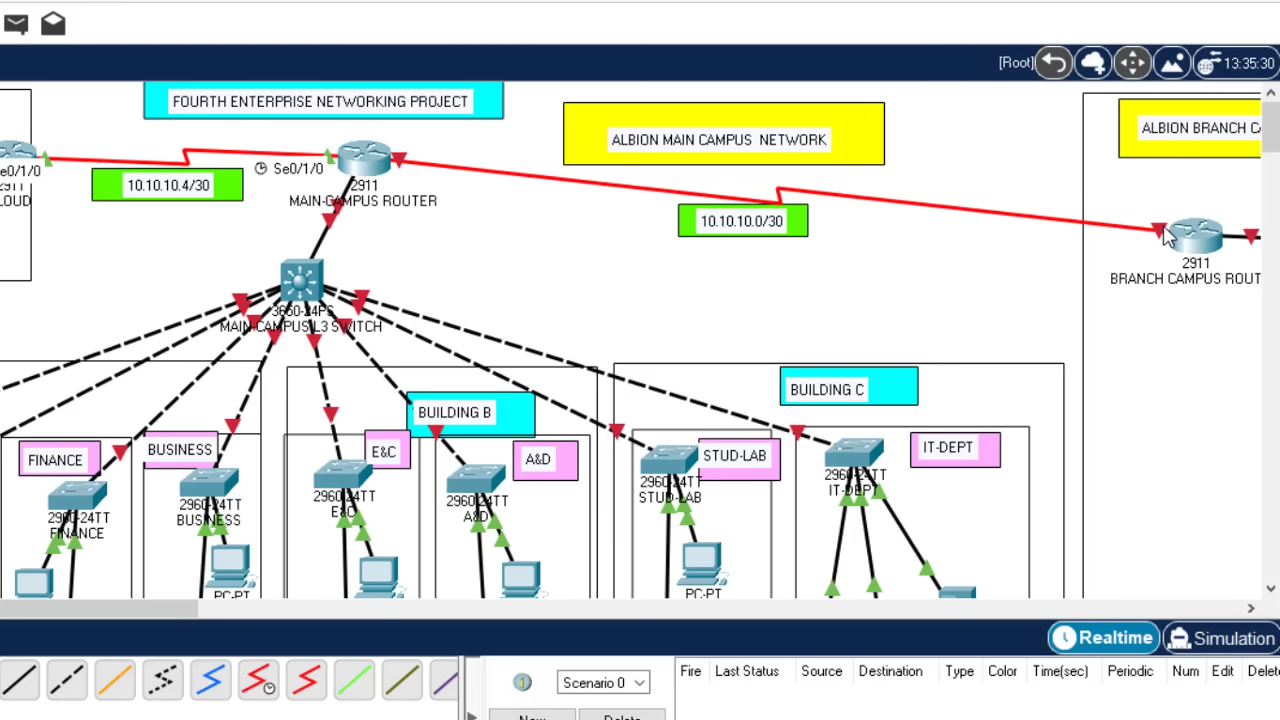 [Root]
13:35:30
FOURTH ENTERPRISE NETWORKING PROJECT
ALBION MAIN CAMPUS  NETWORK
ALBION BRANCH CA
Se0/1/0
2911
LOUD
10.10.10.4/30
Se0/1/0
2911
MAIN-CAMPUS ROUTER
10.10.10.0/30
2911
BRANCH CAMPUS ROUT
3650-24PS
MAIN-CAMPUS L3 SWITCH
BUILDING B
BUILDING C
FINANCE
BUSINESS
E&C
A&D
STUD-LAB
IT-DEPT
2960-24TT
FINANCE
2960-24TT
BUSINESS
2960-24TT
E&C
2960-24TT
A&D
2960-24TT
STUD-LAB
2960-24TT
IT-DEPT
PC-PT
PC-PT
Realtime
Simulation
Scenario 0
New
Delete
Fire Last Status Source Destination Type Color Time(sec) Periodic Num Edit Delete